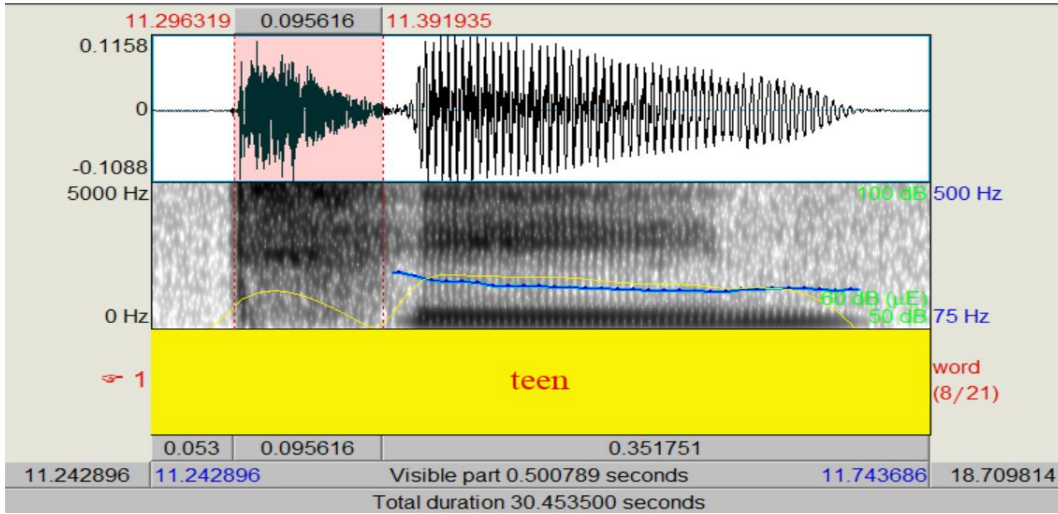 11.296319 0.095616 11.391935
0.1158
0
-0.1088
5000 Hz 100 dB 500 Hz
60 dB (µE)
0 Hz 50 dB 75 Hz
☞ 1 teen word
(8/21)
0.053 0.095616 0.351751
11.242896 11.242896 Visible part 0.500789 seconds 11.743686 18.709814
Total duration 30.453500 seconds